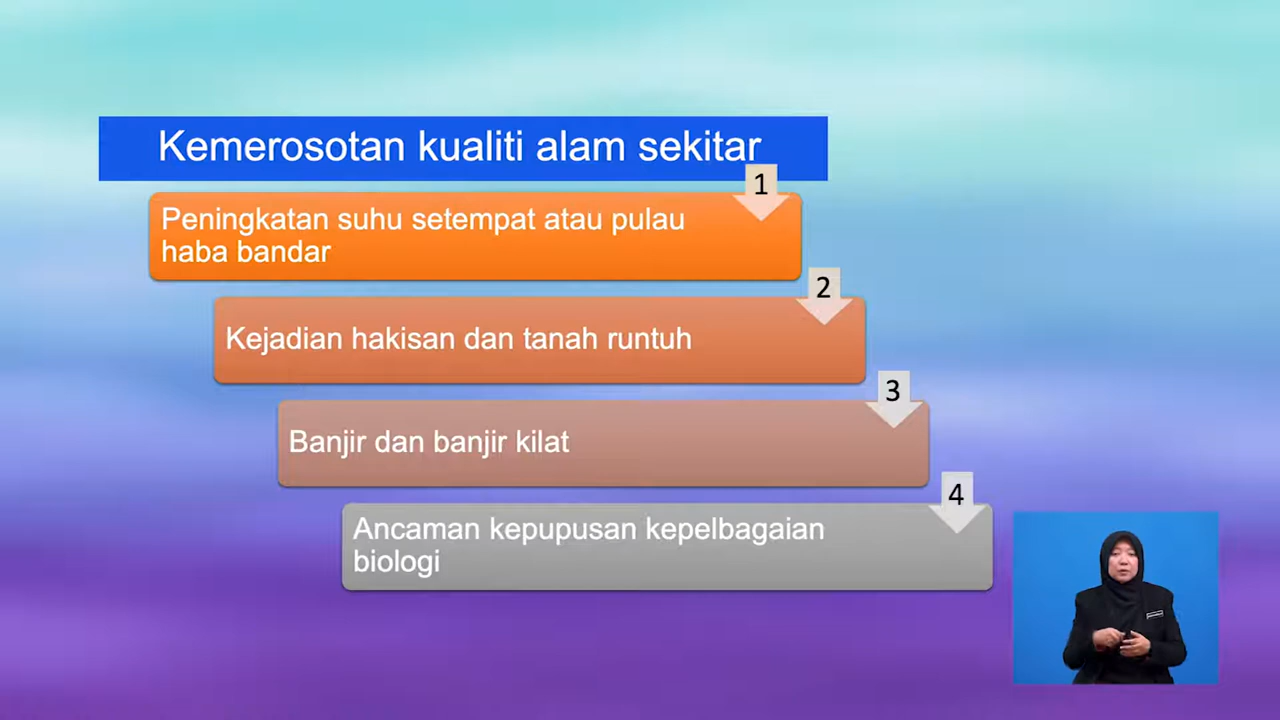 Kemerosotan kualiti alam sekitar
1
Peningkatan suhu setempat atau pulau
haba bandar
2
Kejadian hakisan dan tanah runtuh
3
Banjir dan banjir kilat
4
Ancaman kepupusan kepelbagaian
biologi